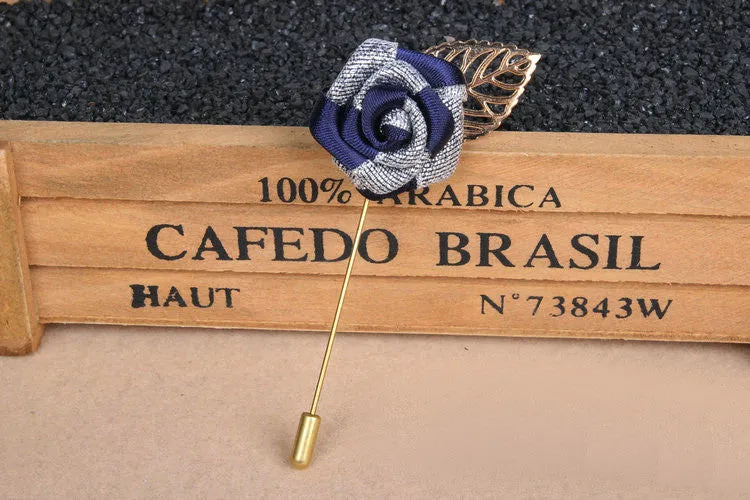 100% ARABICA
CAFEDO BRASIL
HAUT N°73843W